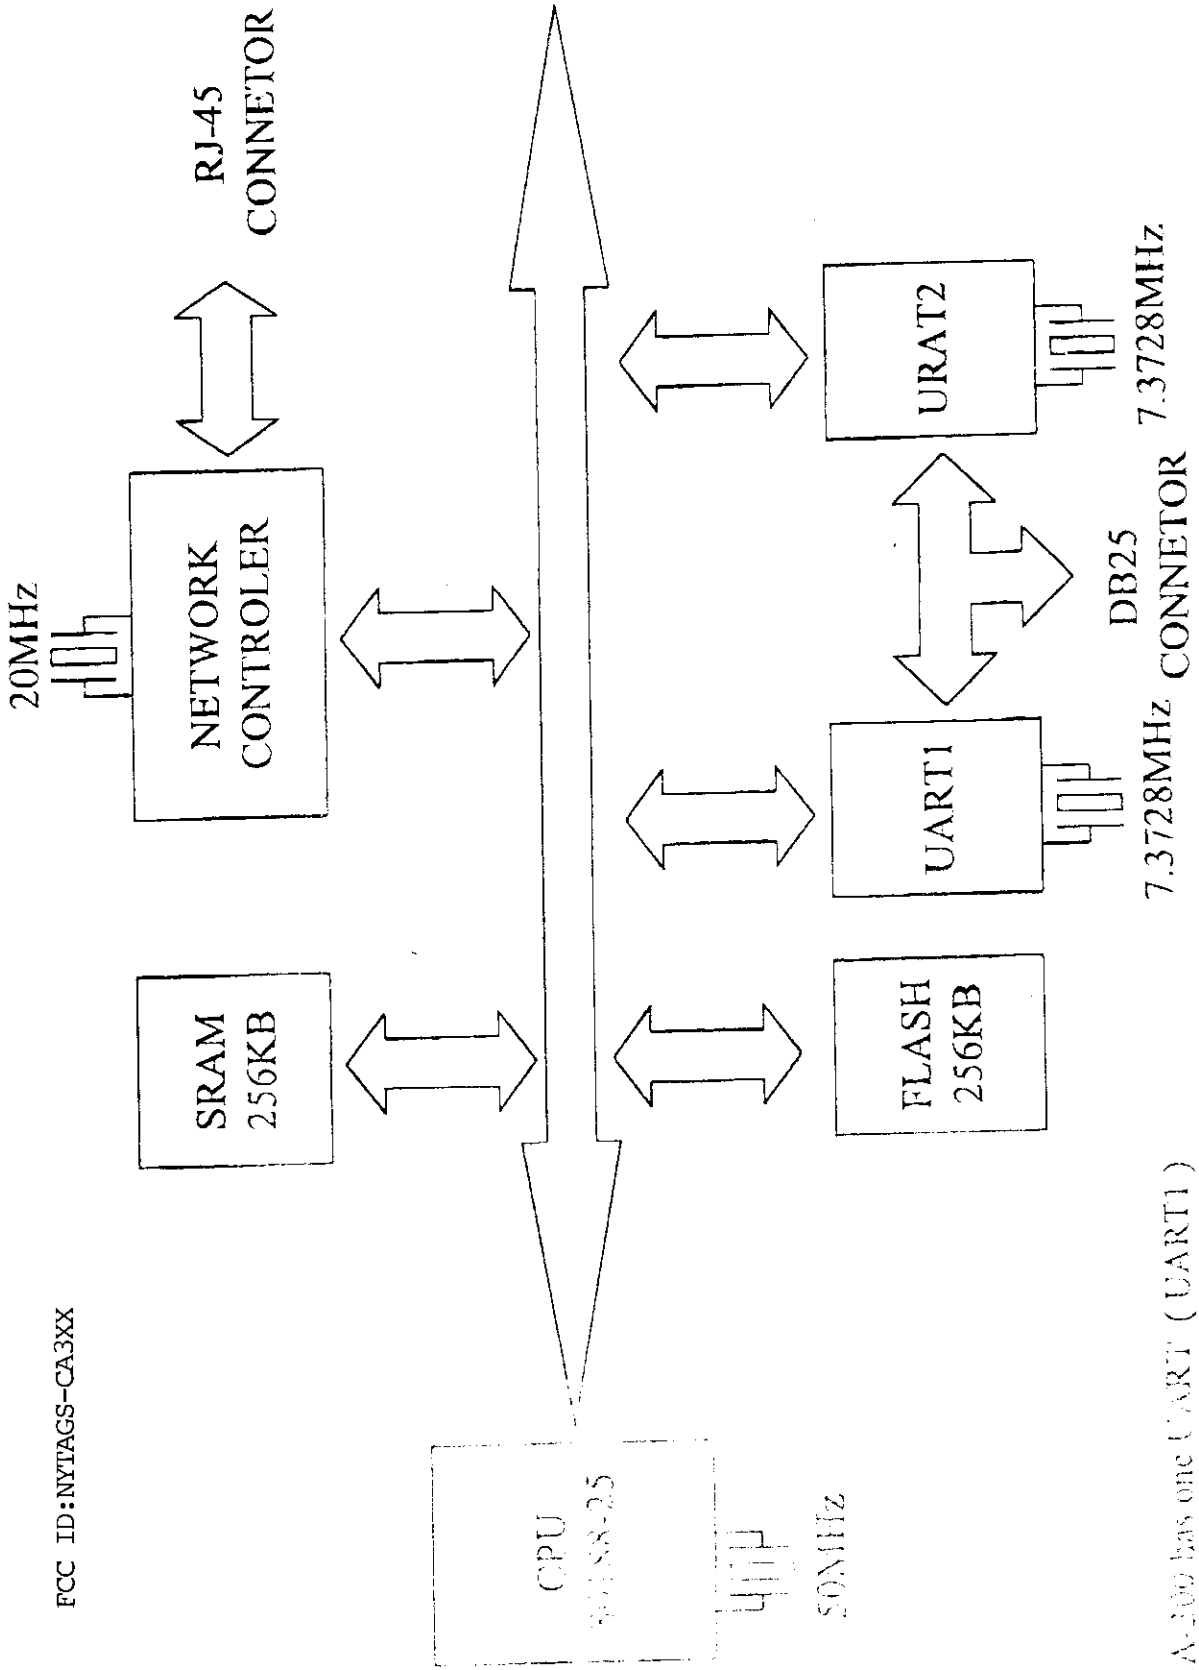 FCC ID:NYTAGS-CA3XX
20MHz
NETWORK
CONTROLER
RJ-45
CONNETOR
SRAM
256KB
CPU
50MHz
FLASH
256KB
UART1
7.3728MHz
DB25
CONNETOR
URAT2
7.3728MHz
has one UART ( UART1 )